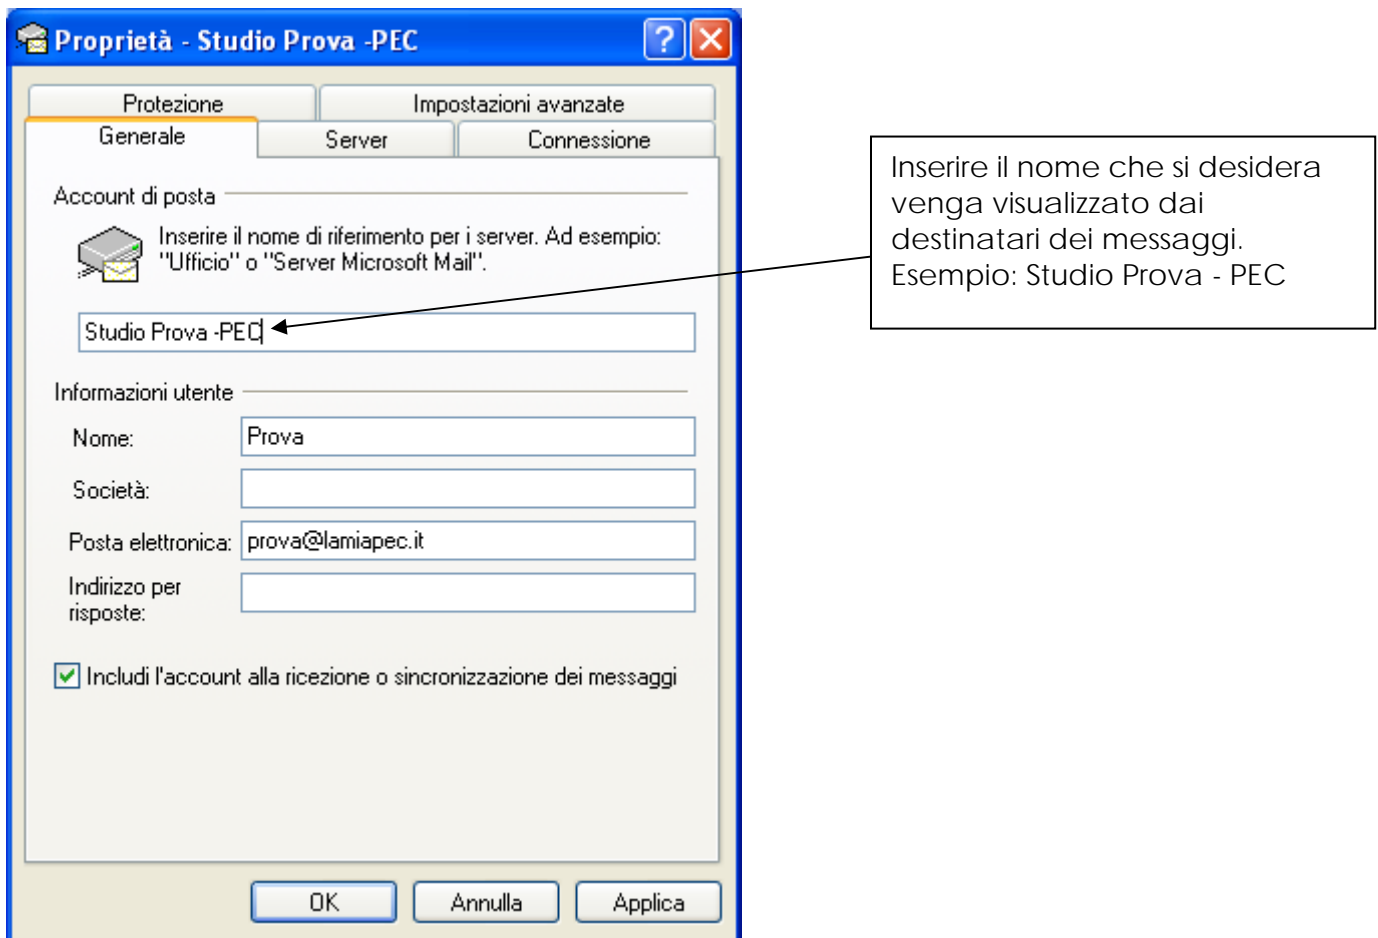 Proprietà - Studio Prova -PEC
?
Protezione
Impostazioni avanzate
Generale
Server
Connessione
Account di posta
Inserire il nome di riferimento per i server. Ad esempio:
"Ufficio" o "Server Microsoft Mail".
Studio Prova -PEC
Informazioni utente
Nome:
Prova
Società:
Posta elettronica:
prova@lamiapec.it
Indirizzo per
risposte:
Includi l'account alla ricezione o sincronizzazione dei messaggi
OK
Annulla
Applica
Inserire il nome che si desidera
venga visualizzato dai
destinatari dei messaggi.
Esempio: Studio Prova - PEC